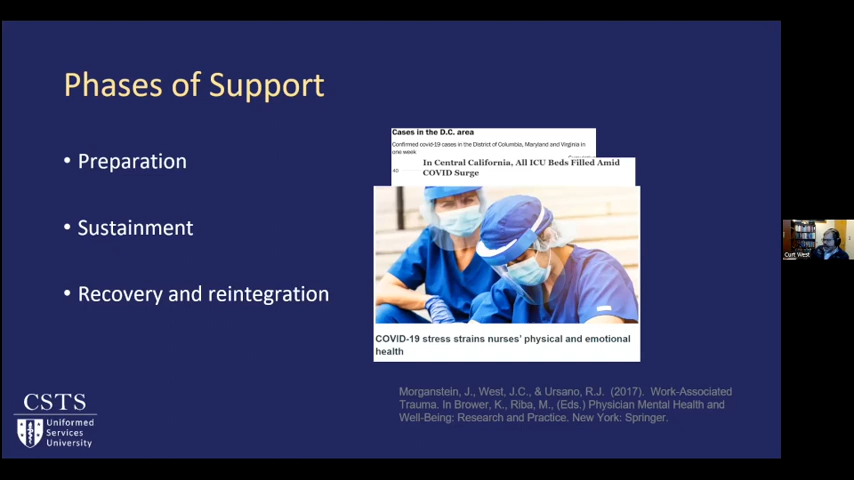 Phases of Support
• Preparation
• Sustainment
• Recovery and reintegration
Cases in the D.C. area
Confirmed covid-19 cases in the District of Columbia, Maryland and Virginia in
one week
40
In Central California, All ICU Beds Filled Amid
COVID Surge
COVID-19 stress strains nurses' physical and emotional
health
Morganstein, J., West, J.C., & Ursano, R.J. (2017). Work-Associated
Trauma. In Brower, K., Riba, M., (Eds.) Physician Mental Health and
Well-Being: Research and Practice. New York: Springer.
CSTS
Uniformed
Services
University
Curt West